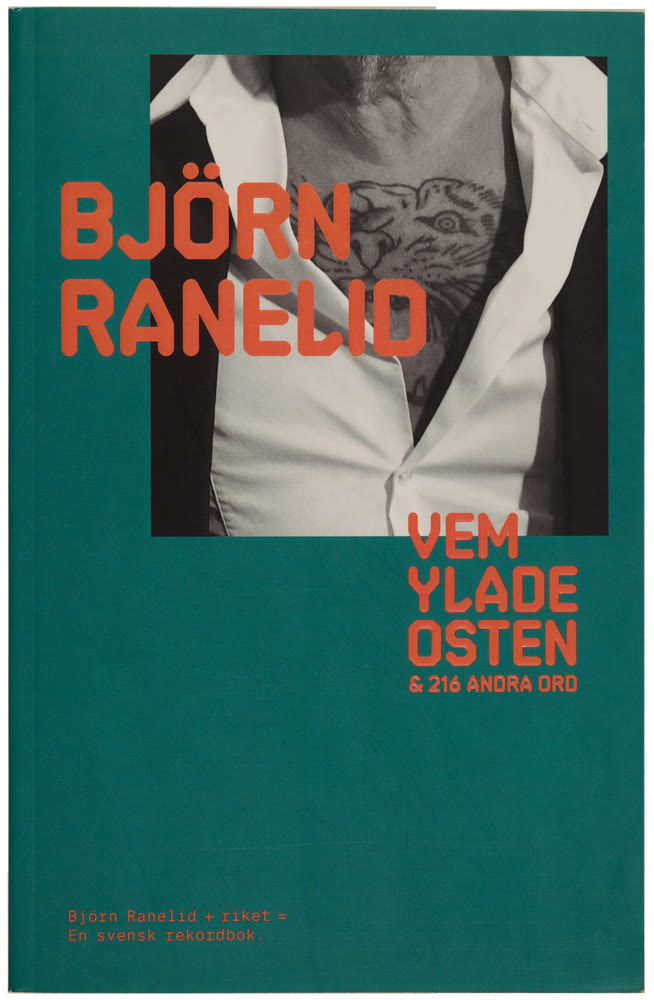 BJÖRN
RANELID
VEM
YLADE
OSTEN
& 216 ANDRA ORD
Björn Ranelid + riket =
En svensk rekordbok.